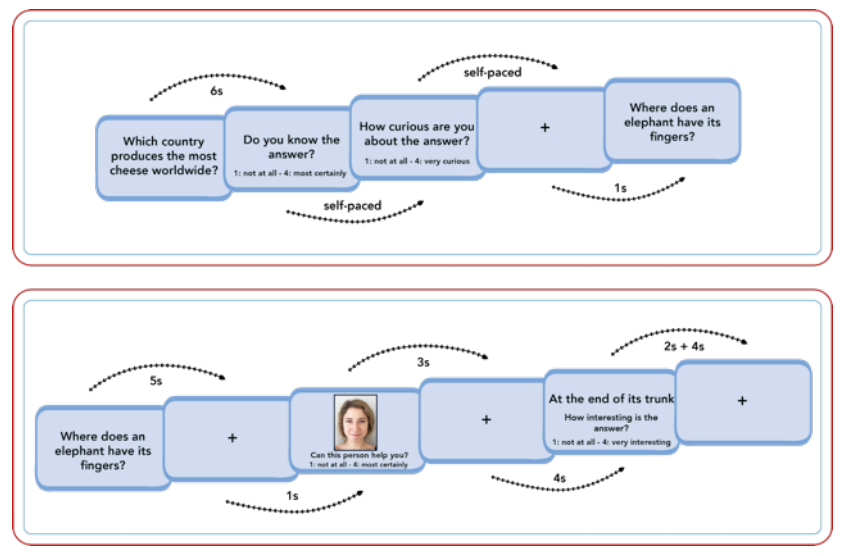 6s
self-paced
Which country
produces the most
cheese worldwide?
Do you know the
answer?
1: not at all - 4: most certainly
How curious are you
about the answer?
1: not at all - 4: very curious
+
Where does an
elephant have its
fingers?
self-paced
1s
5s
3s
2s + 4s
Where does an
elephant have its
fingers?
+
Can this person help you?
1: not at all - 4: most certainly
+
At the end of its trunk
How interesting is the
answer?
1: not at all - 4: very interesting
+
1s
4s